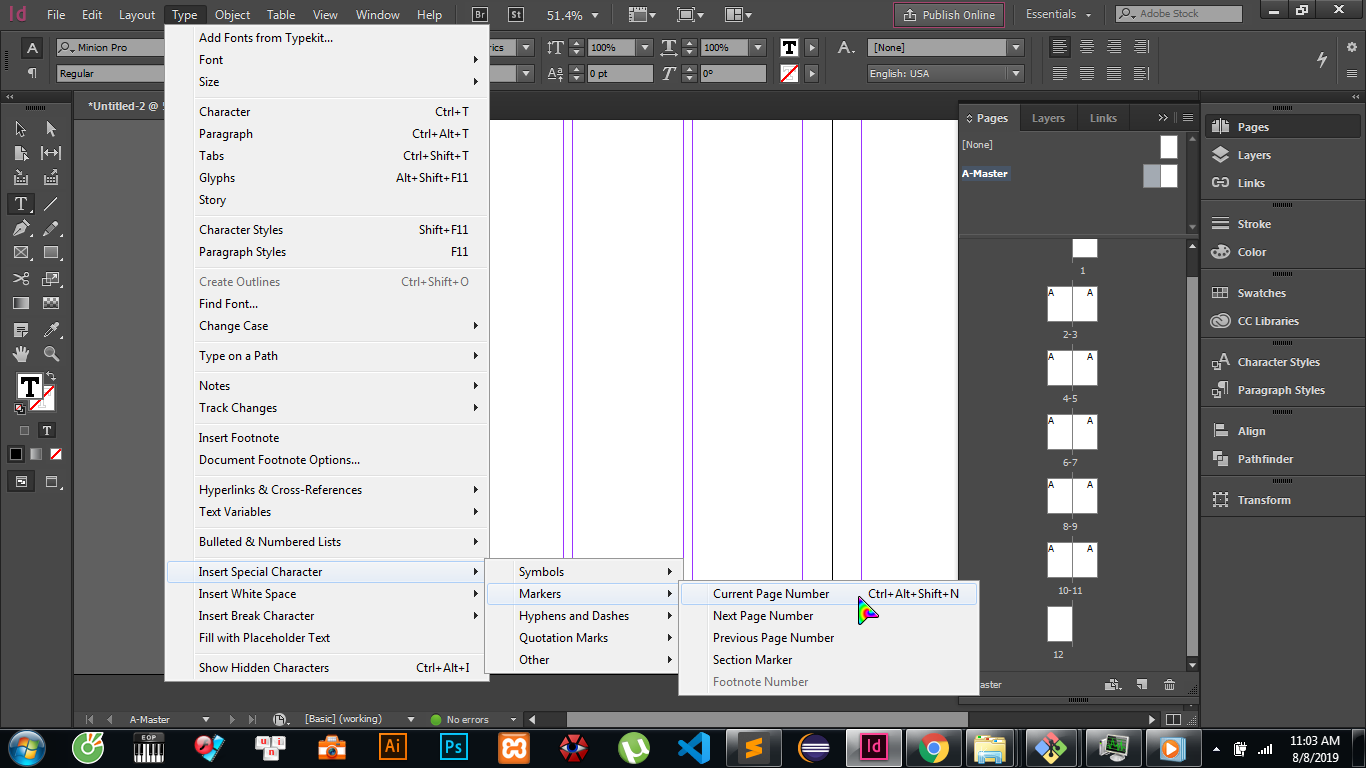 Id File Edit Layout Type Object Table View Window Help Br St 51.4% Publish Online Essentials Adobe Stock
A Minion Pro rics 100% 100% T A. [None]
Regular 0 pt 0° English: USA
*Untitled-2 @
Add Fonts from Typekit...
Font
Size
Character Ctrl+T
Paragraph Ctrl+Alt+T
Tabs Ctrl+Shift+T
Glyphs Alt+Shift+F11
Story
Character Styles Shift+F11
Paragraph Styles F11
Create Outlines Ctrl+Shift+O
Find Font...
Change Case
Type on a Path
Notes
Track Changes
Insert Footnote
Document Footnote Options...
Hyperlinks & Cross-References
Text Variables
Bulleted & Numbered Lists
Insert Special Character
Insert White Space
Insert Break Character
Fill with Placeholder Text
Show Hidden Characters Ctrl+Alt+I
Symbols
Markers
Hyphens and Dashes
Quotation Marks
Other
Current Page Number Ctrl+Alt+Shift+N
Next Page Number
Previous Page Number
Section Marker
Footnote Number
Pages Layers Links
[None]
A-Master
1
A A
2-3
A A
4-5
A A
6-7
A A
8-9
A A
10-11
12
aster
Pages
Layers
Links
Stroke
Color
Swatches
CC Libraries
Character Styles
Paragraph Styles
Align
Pathfinder
Transform
A-Master [Basic] (working) No errors
EOP u n i Ai Ps Id
11:03 AM
8/8/2019